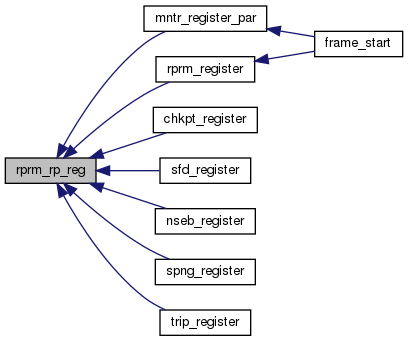 mntr_register_par
frame_start
rprm_register
chkpt_register
rprm_rp_reg
sfd_register
nseb_register
spng_register
trip_register